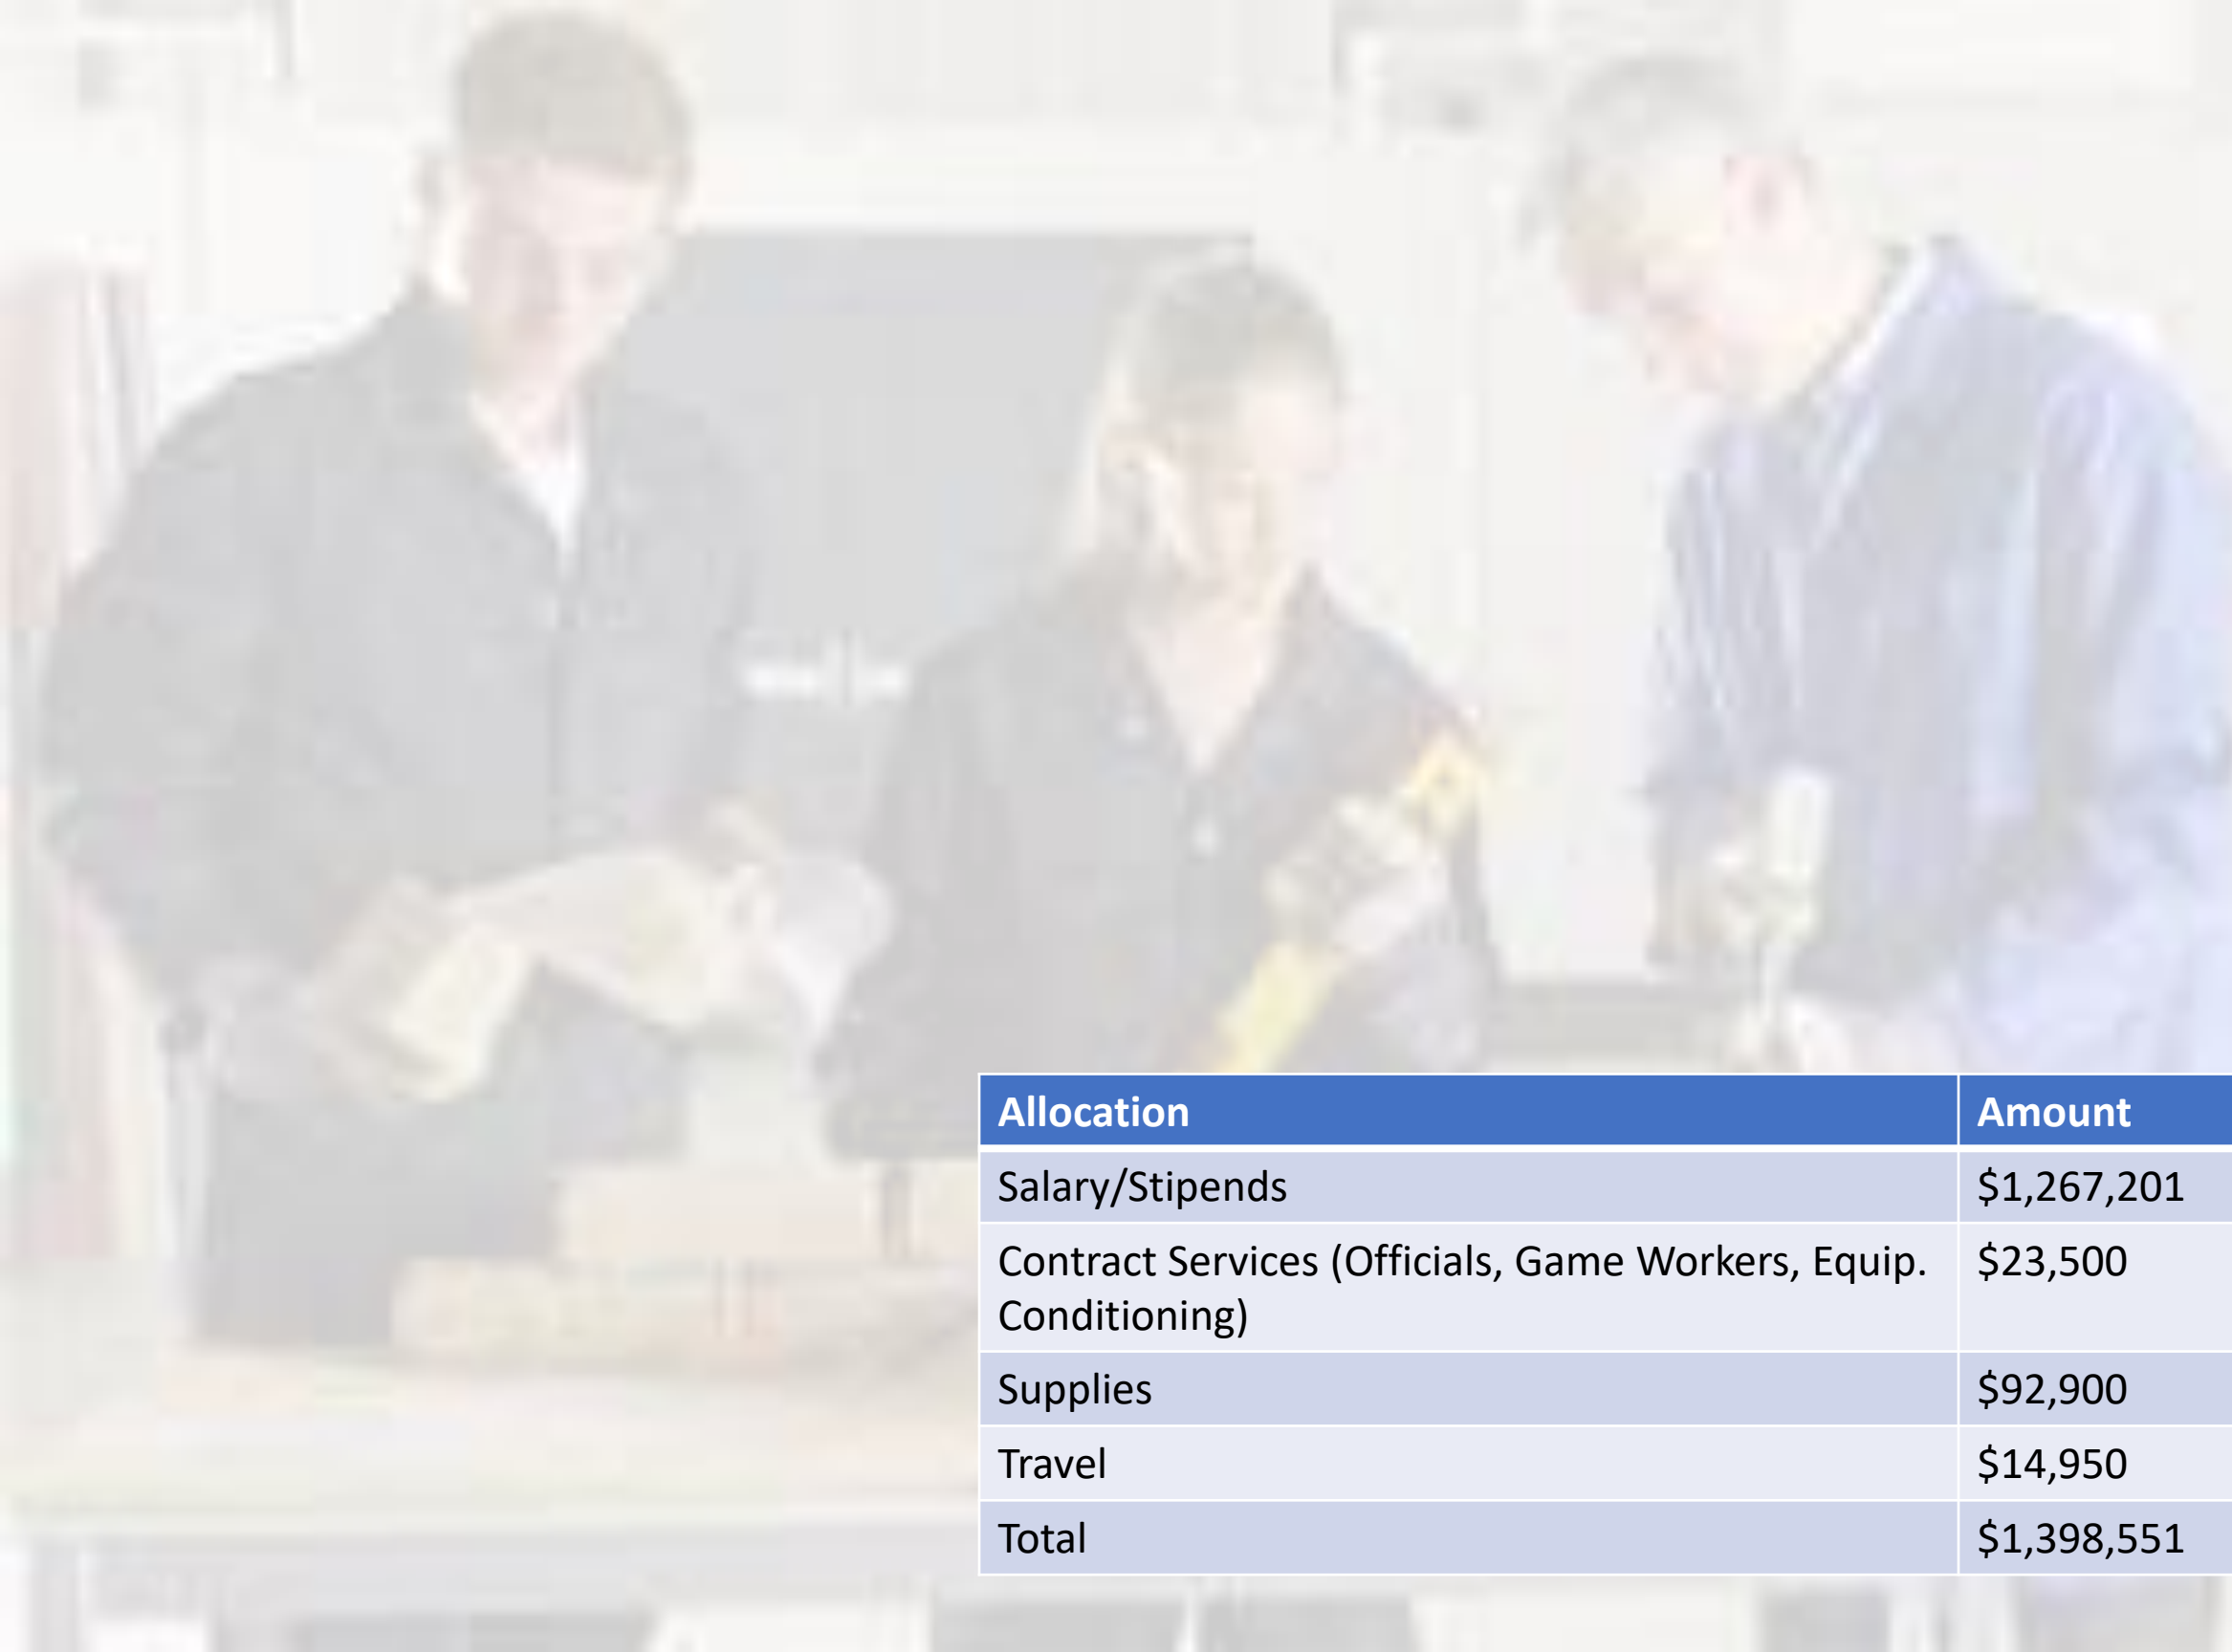 Allocation Amount
Salary/Stipends $1,267,201
Contract Services (Officials, Game Workers, Equip. $23,500
Conditioning)
Supplies $92,900
Travel $14,950
Total $1,398,551